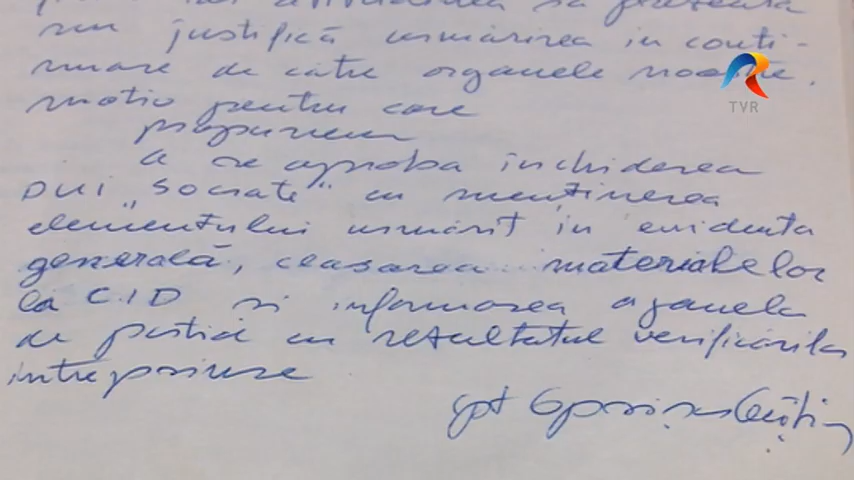 nu justifică urmărirea în conti-
nuare de către organele noastre,
motiv pentru care
propunem
a se aproba închiderea
DUI „Socrate" cu menținerea
elementului urmărit în evidența
generală, clasarea materialelor
la C.I.D și informarea organelor
de partid cu rezultatul verificărilor
întreprinse
cpt
TVR